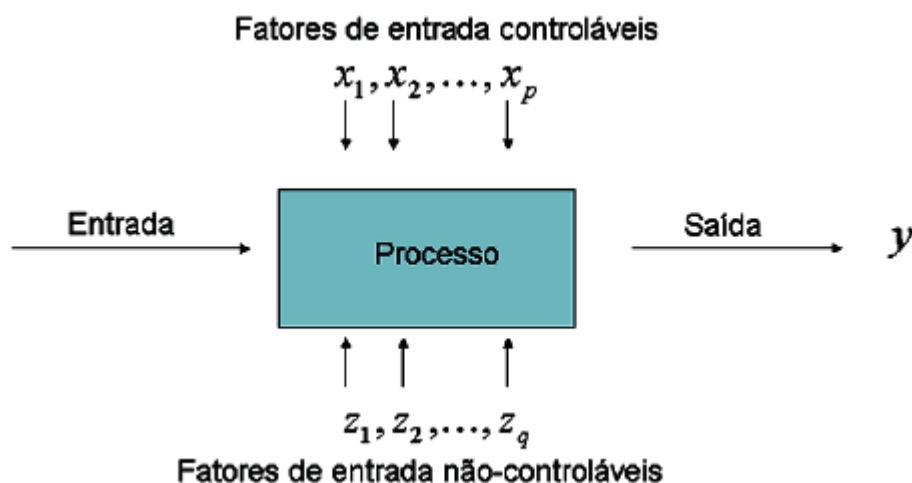 Fatores de entrada controláveis
x₁, x₂, ..., xₚ
Entrada
Processo
Saída
y
z₁, z₂, ..., z_q
Fatores de entrada não-controláveis